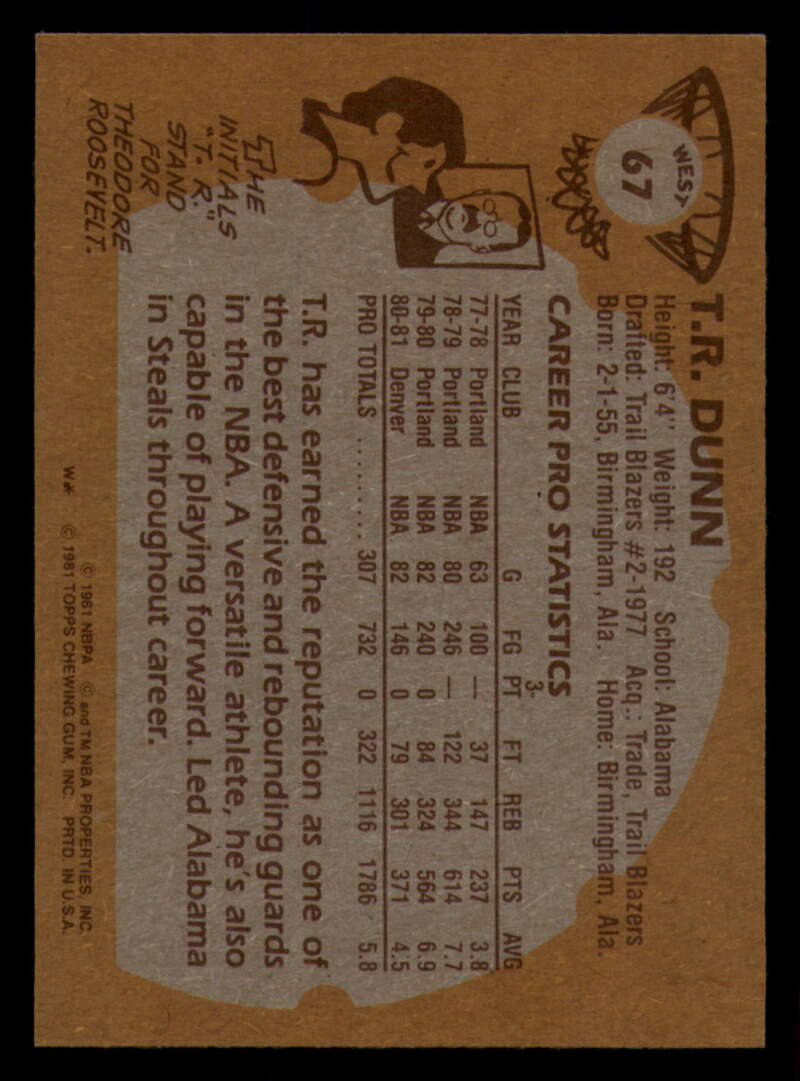 WEST
67
T.R. DUNN
Height: 6'4" Weight: 192 School: Alabama
Drafted: Trail Blazers #2-1977 Acq.: Trade, Trail Blazers
Born: 2-1-55, Birmingham, Ala. Home: Birmingham, Ala.
CAREER PRO STATISTICS
YEAR CLUB G FG 3-PT FT REB PTS AVG
77-78 Portland NBA 63 100 — 37 147 237 3.8
78-79 Portland NBA 80 246 — 122 344 614 7.7
79-80 Portland NBA 82 240 0 84 324 564 6.9
80-81 Denver NBA 82 146 0 79 301 371 4.5
PRO TOTALS .......... 307 732 0 322 1116 1786 5.8
THE
INITIALS
"T. R."
STAND
FOR
THEODORE
ROOSEVELT.
T.R. has earned the reputation as one of
the best defensive and rebounding guards
in the NBA. A versatile athlete, he's also
capable of playing forward. Led Alabama
in Steals throughout career.
© 1981 NBPA © and TM NBA PROPERTIES, INC.
W* © 1981 TOPPS CHEWING GUM, INC. PRTD. IN U.S.A.